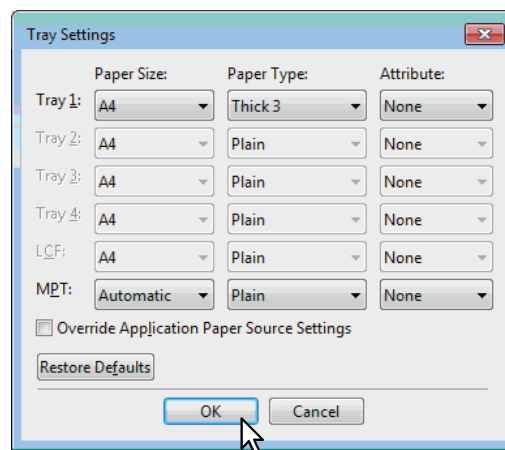 Tray Settings
Paper Size: Paper Type: Attribute:
Tray 1: A4 Thick 3 None
Tray 2: A4 Plain None
Tray 3: A4 Plain None
Tray 4: A4 Plain None
LCF: A4 Plain None
MPT: Automatic Plain None
Override Application Paper Source Settings
Restore Defaults
OK Cancel